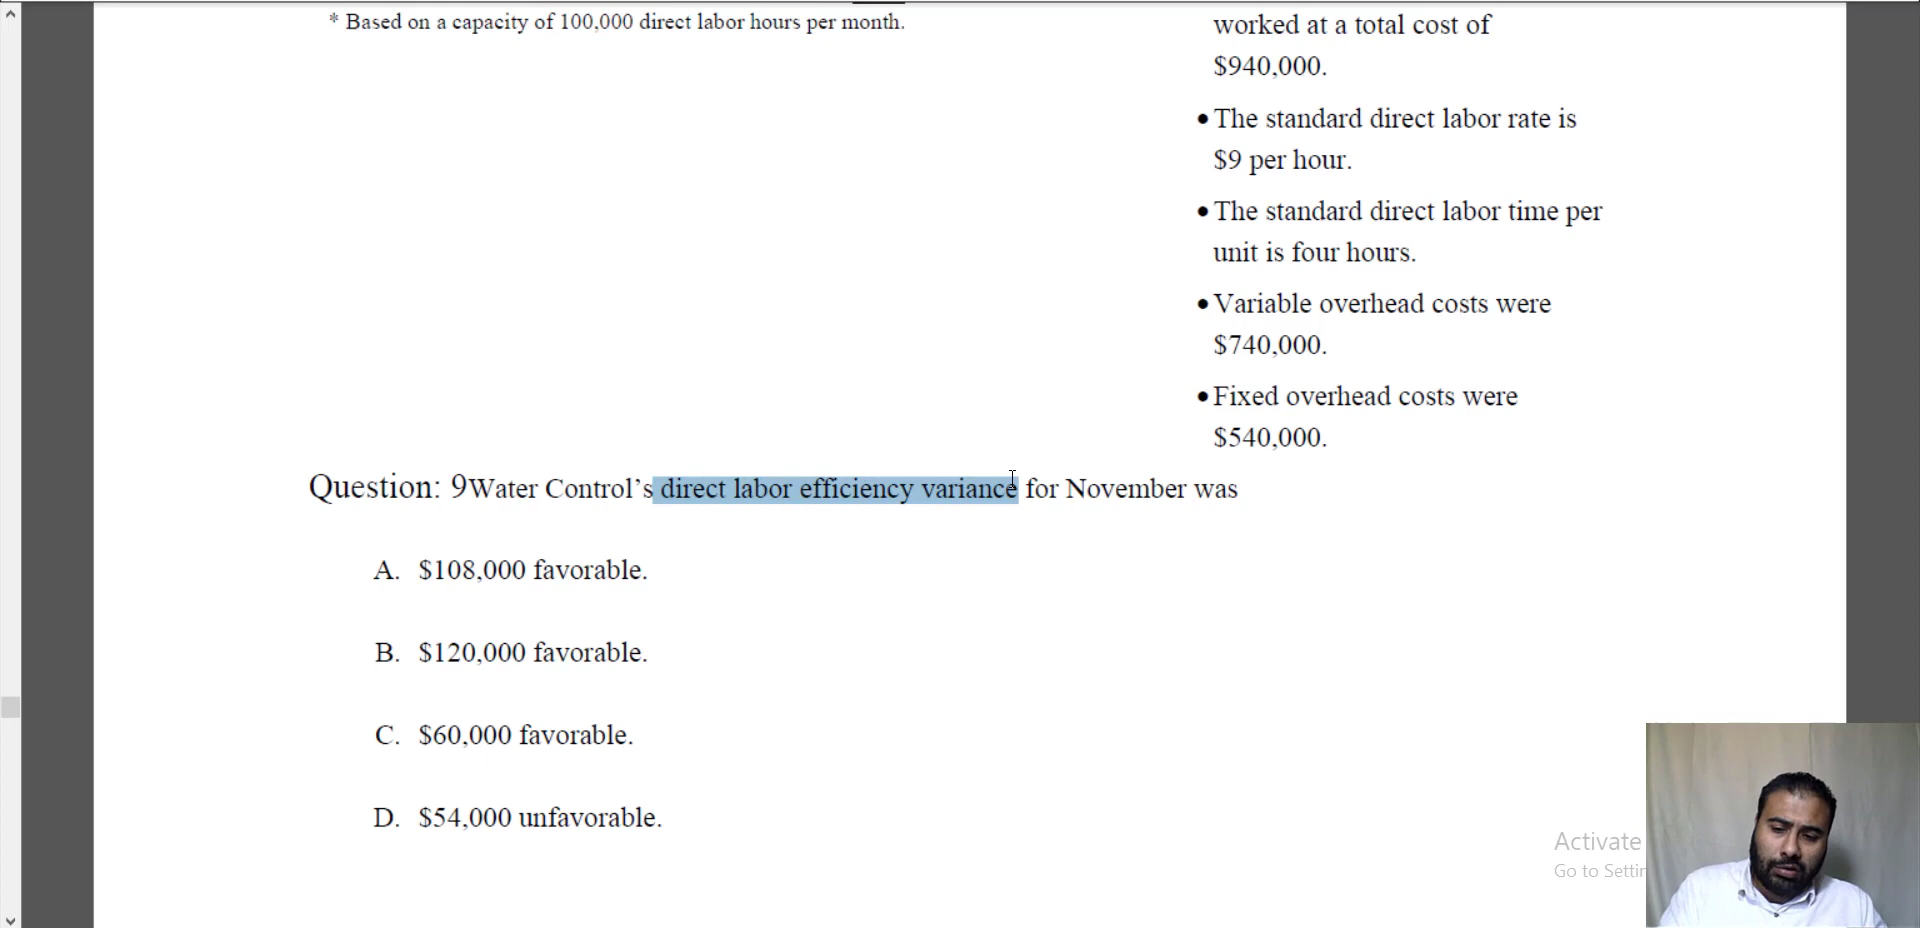 * Based on a capacity of 100,000 direct labor hours per month.
worked at a total cost of
$940,000.
• The standard direct labor rate is
$9 per hour.
• The standard direct labor time per
unit is four hours.
• Variable overhead costs were
$740,000.
• Fixed overhead costs were
$540,000.
Question: 9Water Control’s direct labor efficiency variance for November was
A. $108,000 favorable.
B. $120,000 favorable.
C. $60,000 favorable.
D. $54,000 unfavorable.
Activate
Go to Settin